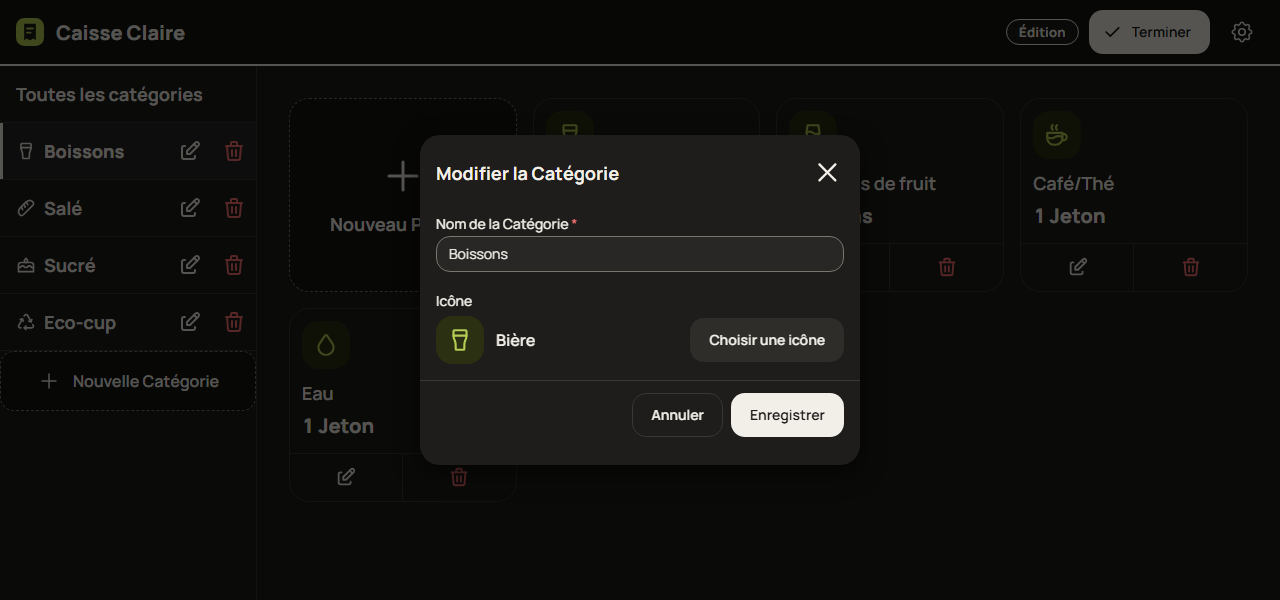 Caisse Claire
Édition
Terminer
Toutes les catégories
Boissons
Salé
Sucré
Eco-cup
Nouvelle Catégorie
Nouveau
s de fruit
s
Café/Thé
1 Jeton
Eau
1 Jeton
Modifier la Catégorie
Nom de la Catégorie *
Boissons
Icône
Bière
Choisir une icône
Annuler
Enregistrer